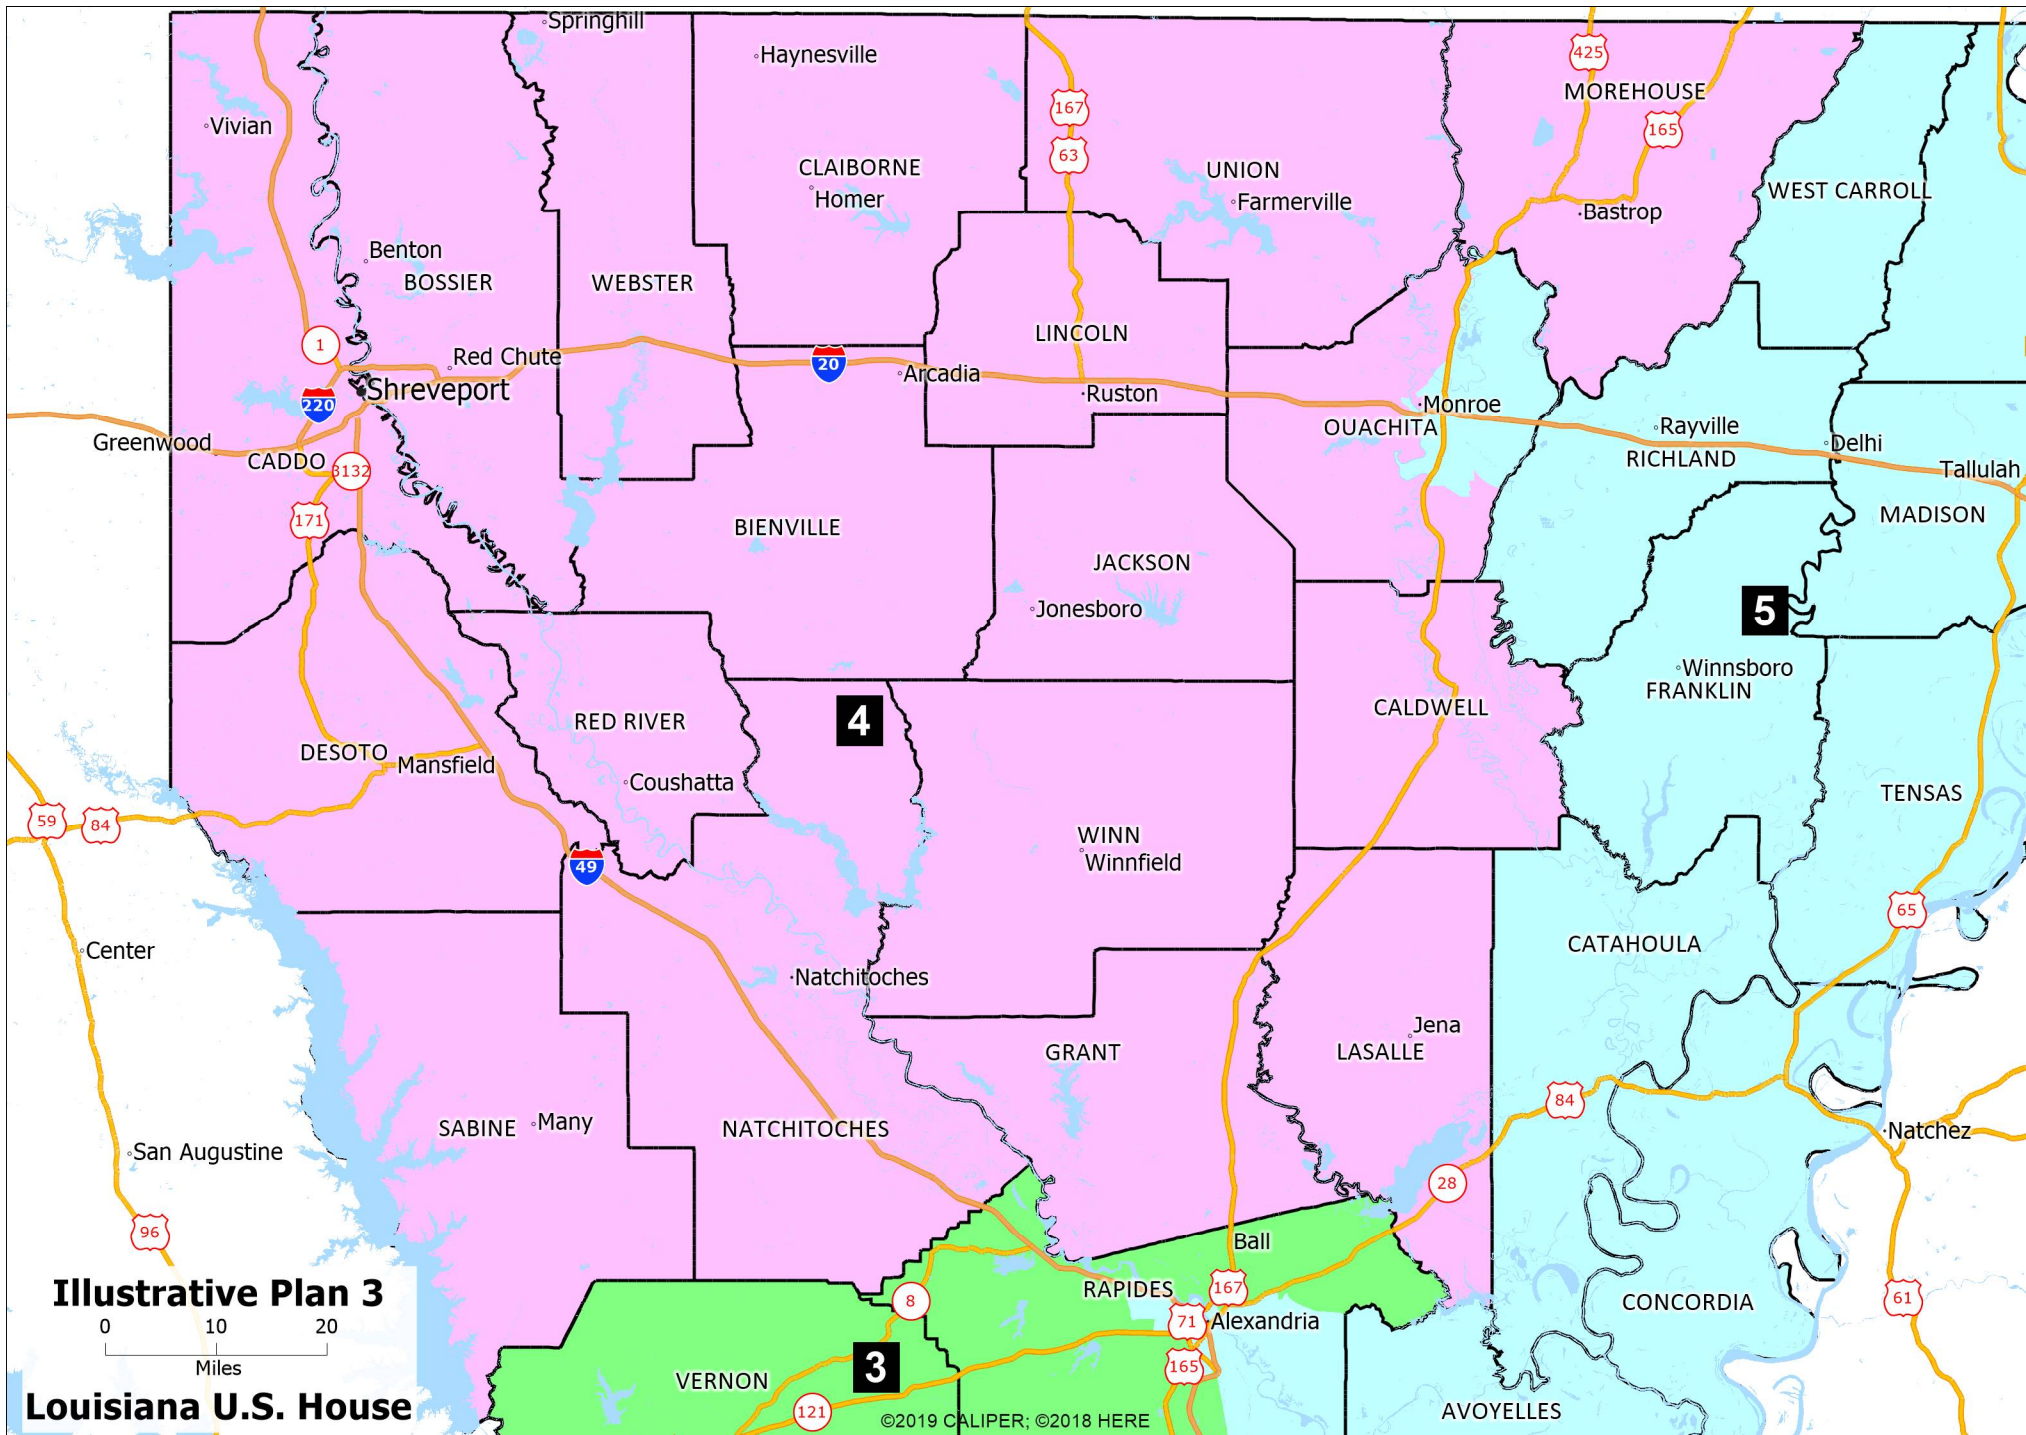 Springhill
Haynesville
425
MOREHOUSE
167
Vivian
165
63
CLAIBORNE
UNION
WEST CARROLL
Homer
Farmerville
Bastrop
Benton
BOSSIER
WEBSTER
LINCOLN
1
Red Chute
20
Arcadia
Shreveport
Ruston
220
Monroe
OUACHITA
Rayville
Greenwood
Delhi
CADDO
RICHLAND
3132
Tallulah
171
MADISON
BIENVILLE
JACKSON
Jonesboro
5
Winnsboro
FRANKLIN
CALDWELL
4
RED RIVER
DESOTO
Mansfield
Coushatta
TENSAS
59
84
WINN
Winnfield
49
65
CATAHOULA
Center
Natchitoches
Jena
GRANT
LASALLE
84
SABINE
Many
NATCHITOCHES
Natchez
San Augustine
28
96
Ball
RAPIDES
167
Illustrative Plan 3
8
61
CONCORDIA
0 10 20
71
Alexandria
Miles
3
165
VERNON
Louisiana U.S. House
121
AVOYELLES
©2019 CALIPER; ©2018 HERE